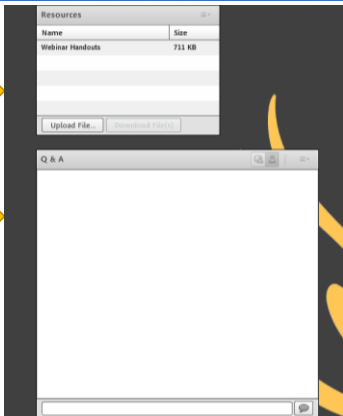 Resources
Name Size
Webinar Handouts 711 KB
Upload File... Download File(s)
Q & A